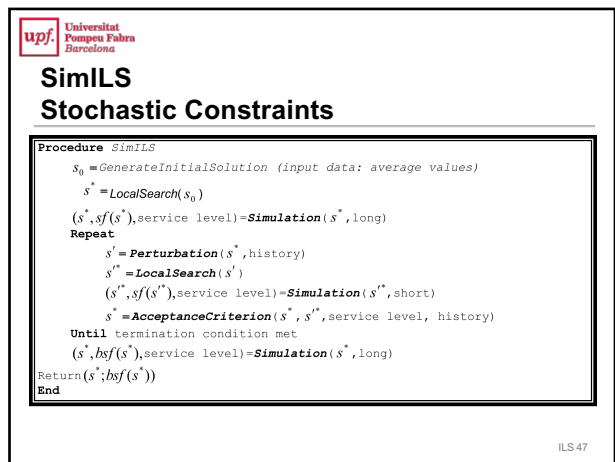 upf. Universitat
Pompeu Fabra
Barcelona
SimILS
Stochastic Constraints
Procedure SimILS
s₀ =GenerateInitialSolution (input data: average values)
s* =LocalSearch(s₀)
(s*,sf(s*),service level)=Simulation(s*,long)
Repeat
s′ =Perturbation(s*,history)
s′* =LocalSearch(s′)
(s′*,sf(s′*),service level)=Simulation(s′*,short)
s* =AcceptanceCriterion(s*, s′*,service level, history)
Until termination condition met
(s*,bsf(s*),service level)=Simulation(s*,long)
Return(s*;bsf(s*))
End
ILS 47